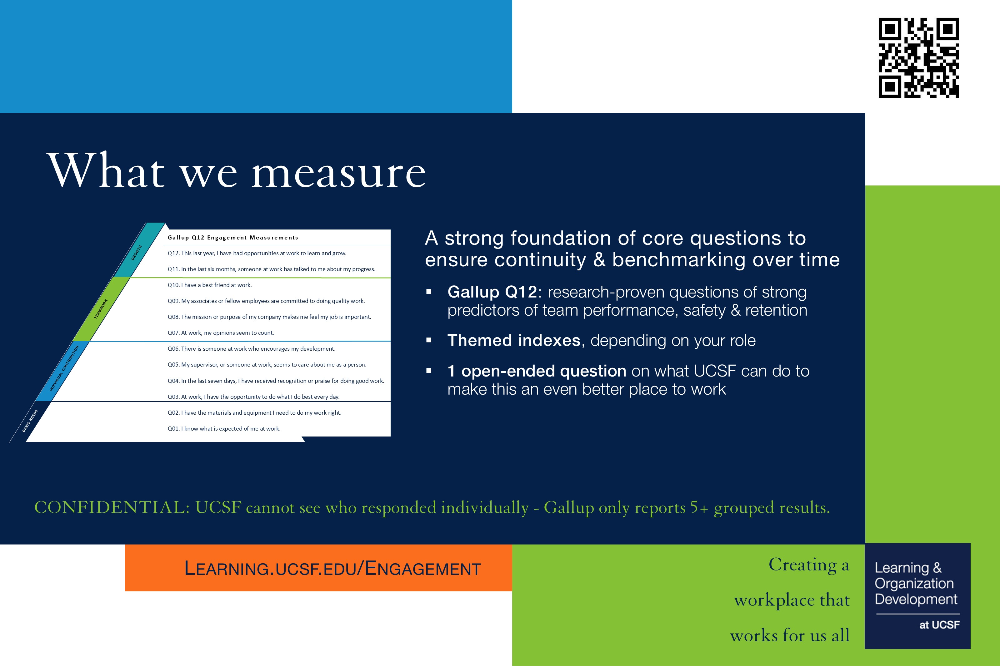 What we measure
GROWTH
TEAMWORK
INDIVIDUAL CONTRIBUTION
BASIC NEEDS
Gallup Q12 Engagement Measurements
Q12. This last year, I have had opportunities at work to learn and grow.
Q11. In the last six months, someone at work has talked to me about my progress.
Q10. I have a best friend at work.
Q09. My associates or fellow employees are committed to doing quality work.
Q08. The mission or purpose of my company makes me feel my job is important.
Q07. At work, my opinions seem to count.
Q06. There is someone at work who encourages my development.
Q05. My supervisor, or someone at work, seems to care about me as a person.
Q04. In the last seven days, I have received recognition or praise for doing good work.
Q03. At work, I have the opportunity to do what I do best every day.
Q02. I have the materials and equipment I need to do my work right.
Q01. I know what is expected of me at work.
A strong foundation of core questions to
ensure continuity & benchmarking over time
▪ Gallup Q12: research-proven questions of strong
predictors of team performance, safety & retention
▪ Themed indexes, depending on your role
▪ 1 open-ended question on what UCSF can do to
make this an even better place to work
CONFIDENTIAL: UCSF cannot see who responded individually - Gallup only reports 5+ grouped results.
LEARNING.UCSF.EDU/ENGAGEMENT
Creating a
workplace that
works for us all
Learning &
Organization
Development
at UCSF